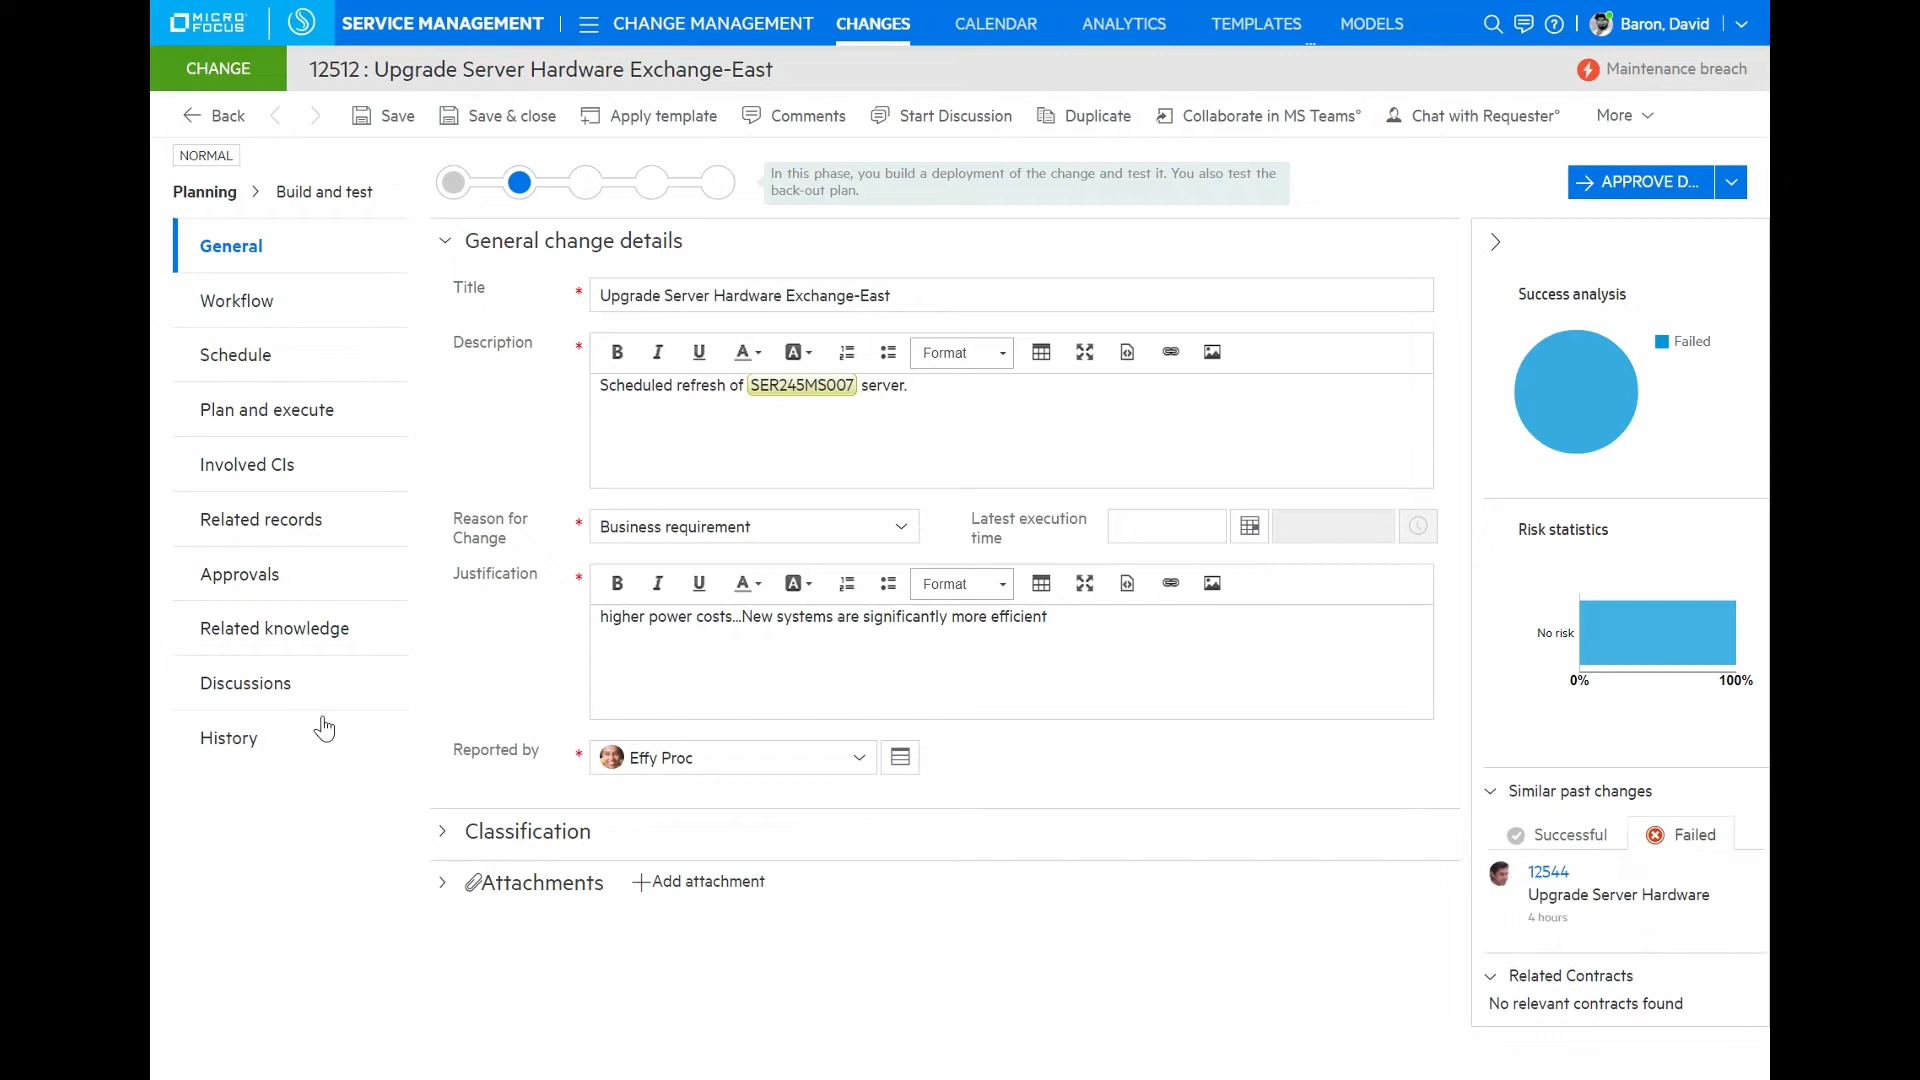 MICRO FOCUS SERVICE MANAGEMENT CHANGE MANAGEMENT CHANGES CALENDAR ANALYTICS TEMPLATES MODELS Baron, David
CHANGE 12512 : Upgrade Server Hardware Exchange-East Maintenance breach
Back Save Save & close Apply template Comments Start Discussion Duplicate Collaborate in MS Teams° Chat with Requester° More
NORMAL
Planning > Build and test
In this phase, you build a deployment of the change and test it. You also test the
back-out plan.
APPROVE D...
General
Workflow
Schedule
Plan and execute
Involved CIs
Related records
Approvals
Related knowledge
Discussions
History
General change details
Title * Upgrade Server Hardware Exchange-East
Description * B I U A A Format
Scheduled refresh of SER245MS007 server.
Reason for
Change * Business requirement
Latest execution
time
Justification * B I U A A Format
higher power costs...New systems are significantly more efficient
Reported by * Effy Proc
Classification
Attachments Add attachment
Success analysis
Failed
Risk statistics
No risk
0% 100%
Similar past changes
Successful Failed
12544
Upgrade Server Hardware
4 hours
Related Contracts
No relevant contracts found